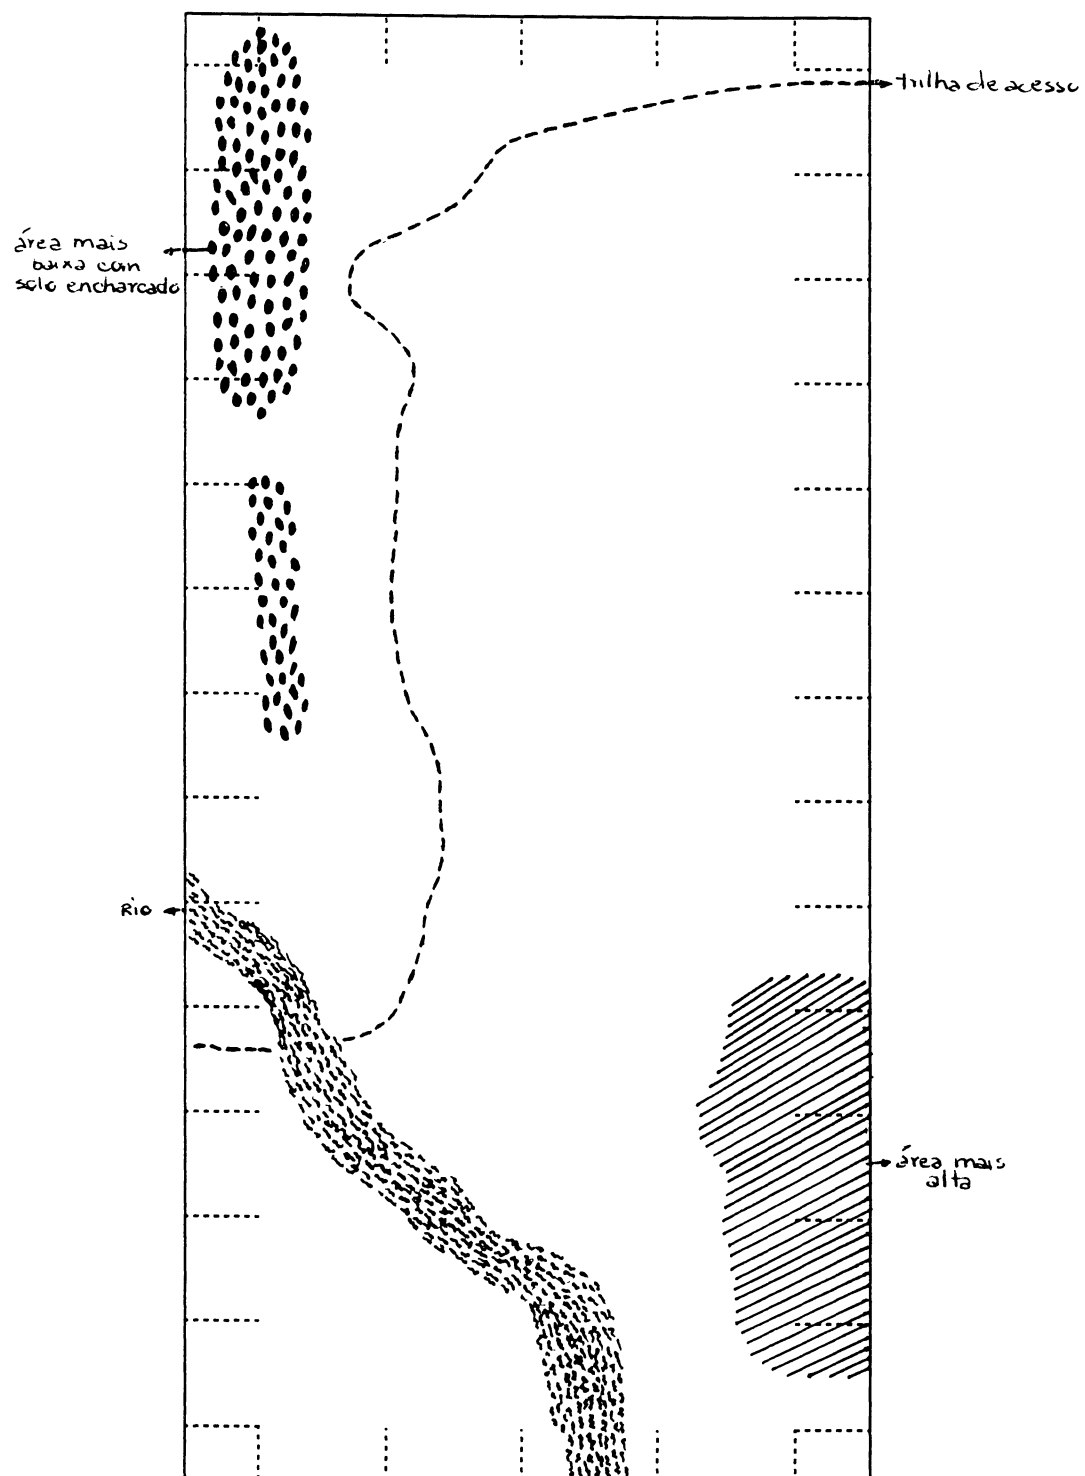 trilha de acesso
área mais
baixa com
solo encharcado
Rio
área mais
alta